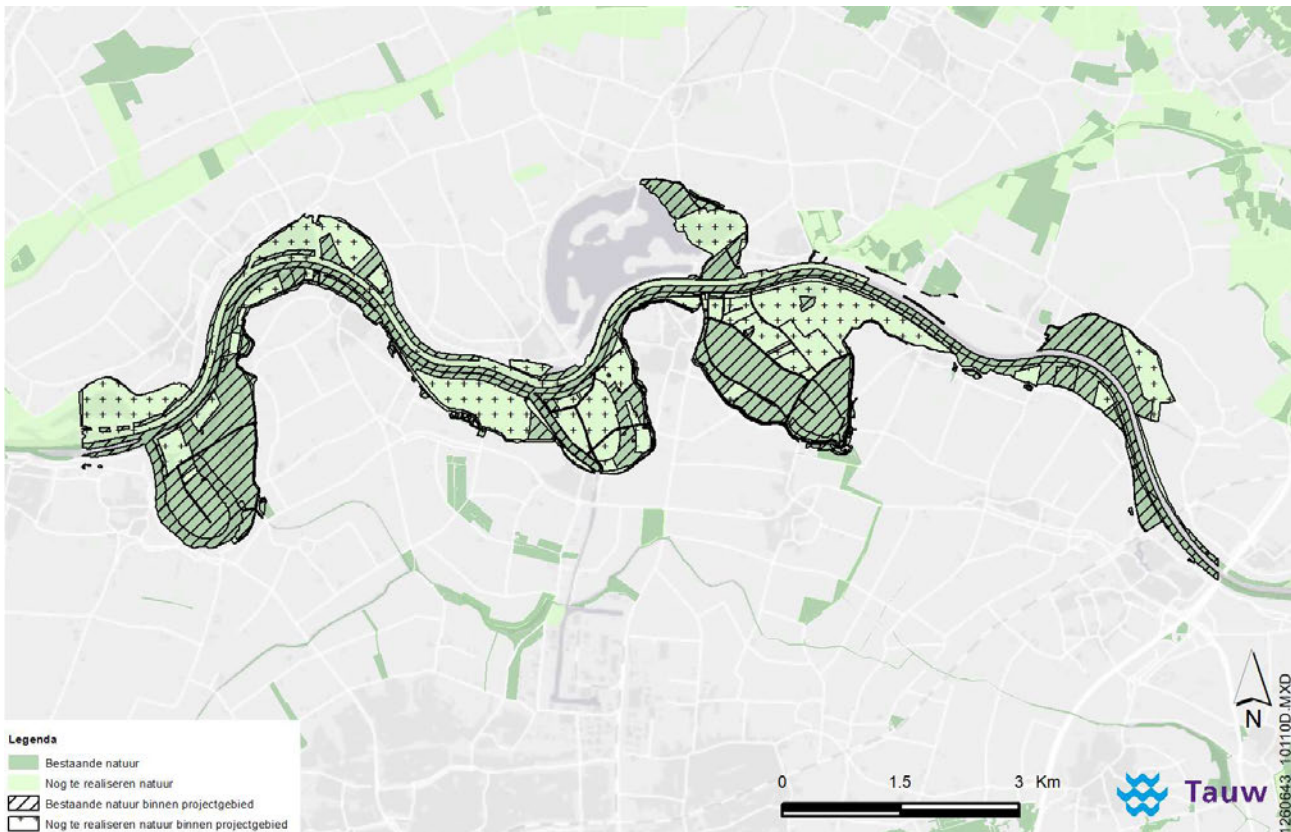 Legenda
Bestaande natuur
Nog te realiseren natuur
Bestaande natuur binnen projectgebied
Nog te realiseren natuur binnen projectgebied
0 1.5 3 Km
N
Tauw
1260643_10110D.MXD